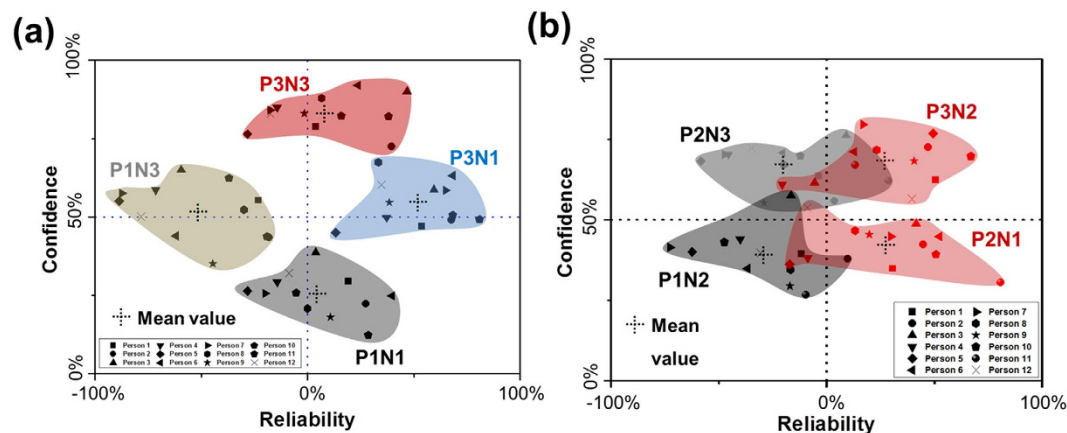 (a)
100%
50%
0%
Confidence
P3N3
P3N1
P1N3
P1N1
Mean value
Person 1 Person 4 Person 7 Person 10
Person 2 Person 5 Person 8 Person 11
Person 3 Person 6 Person 9 Person 12
-100% 0% 100%
Reliability
(b)
100%
50%
0%
Confidence
P2N3
P3N2
P1N2
P2N1
Mean
value
Person 1 Person 7
Person 2 Person 8
Person 3 Person 9
Person 4 Person 10
Person 5 Person 11
Person 6 Person 12
-100% 0% 100%
Reliability